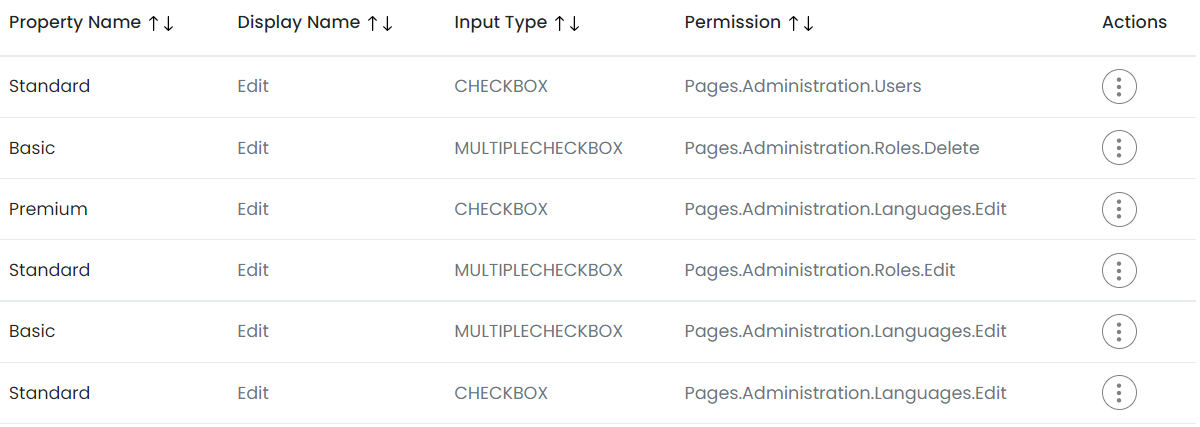 Property Name ↑↓ Display Name ↑↓ Input Type ↑↓ Permission ↑↓ Actions
Standard Edit CHECKBOX Pages.Administration.Users
Basic Edit MULTIPLECHECKBOX Pages.Administration.Roles.Delete
Premium Edit CHECKBOX Pages.Administration.Languages.Edit
Standard Edit MULTIPLECHECKBOX Pages.Administration.Roles.Edit
Basic Edit MULTIPLECHECKBOX Pages.Administration.Languages.Edit
Standard Edit CHECKBOX Pages.Administration.Languages.Edit